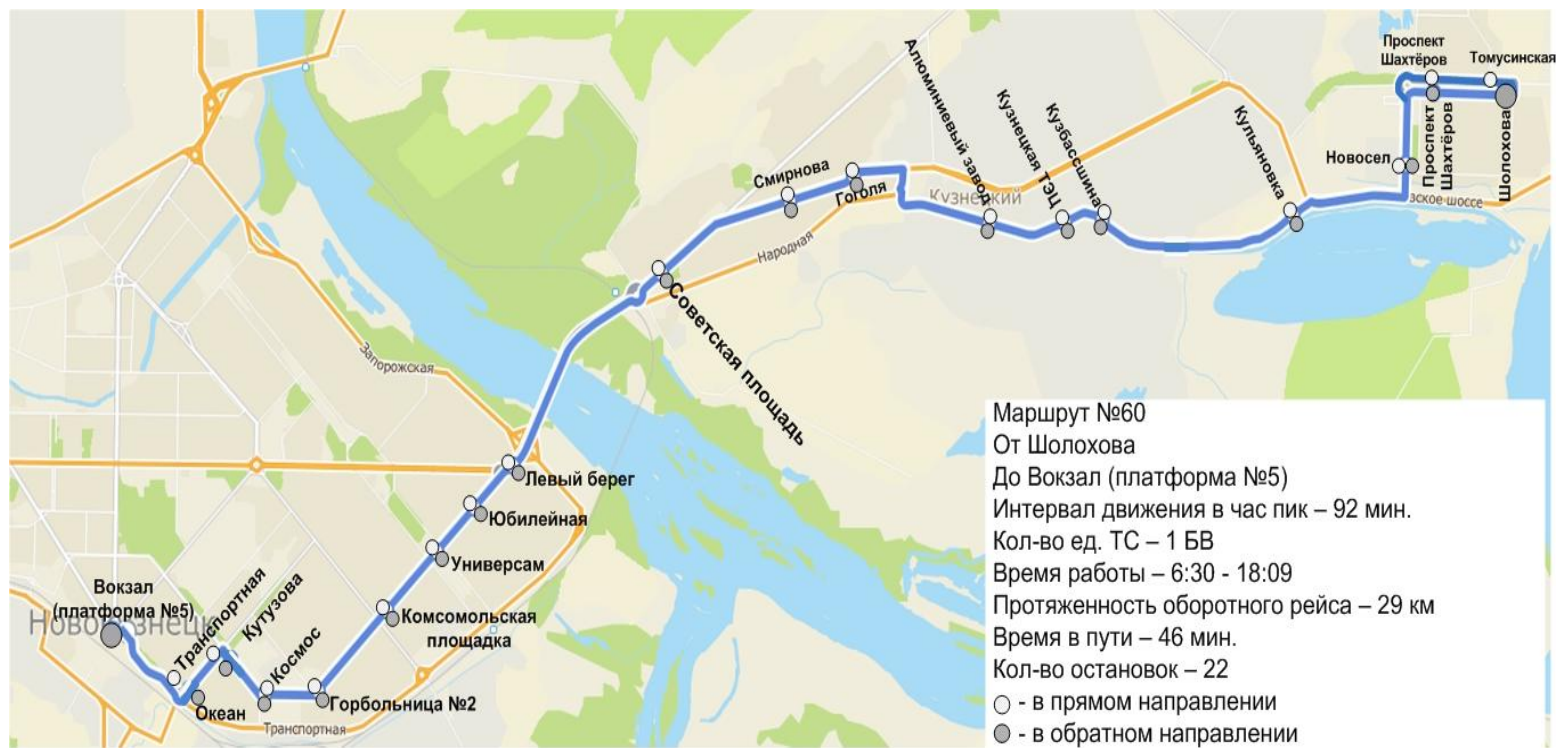 Проспект
Шахтёров
Томусинская
Алюминиевый завод
Кузнецкая ТЭЦ
Кузбассшина
Кульяновка
Новосел
Проспект
Шахтёров
Шолохова
Смирнова
Гоголя
Кузнецкий
зское шоссе
Народная
Советская площадь
Запорожская
Левый берег
Юбилейная
Универсам
Комсомольская
площадка
Вокзал
(платформа №5)
Транспортная
Кутузова
Космос
Океан
Горбольница №2
Транспортная
Маршрут №60
От Шолохова
До Вокзал (платформа №5)
Интервал движения в час пик – 92 мин.
Кол-во ед. ТС – 1 БВ
Время работы – 6:30 - 18:09
Протяженность оборотного рейса – 29 км
Время в пути – 46 мин.
Кол-во остановок – 22
- в прямом направлении
- в обратном направлении